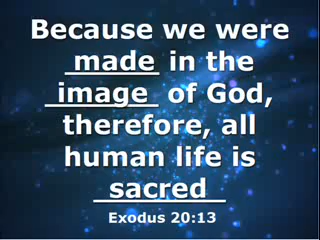 Because we were
made in the
image of God,
therefore, all
human life is
sacred
Exodus 20:13